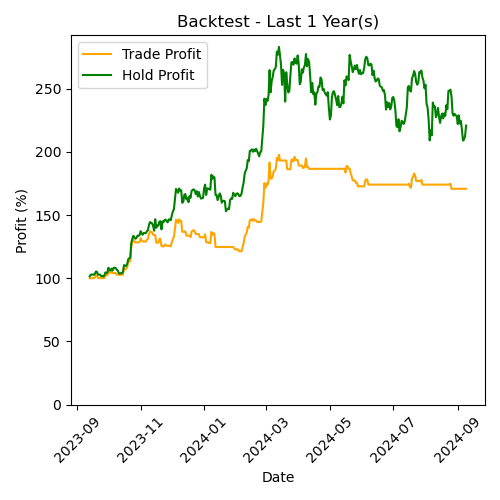 Backtest - Last 1 Year(s)
Trade Profit
Hold Profit
Profit (%)
250
200
150
100
50
0
2023-09
2023-11
2024-01
2024-03
2024-05
2024-07
2024-09
Date